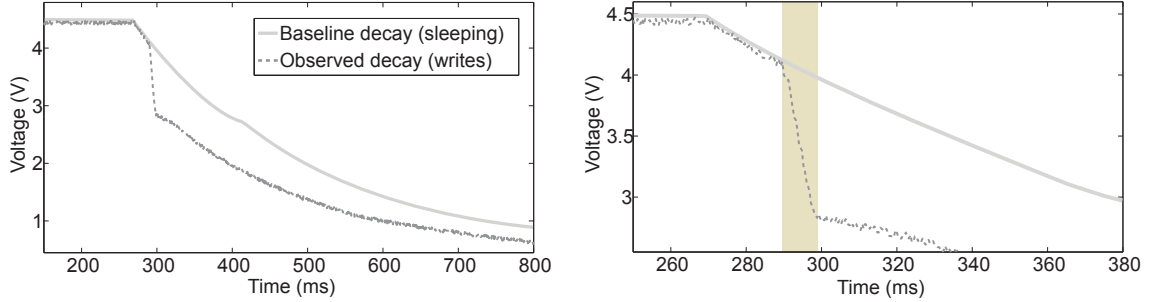 4
3
2
1
Voltage (V)
200 300 400 500 600 700 800
Time (ms)
Baseline decay (sleeping)
Observed decay (writes)
4.5
4
3.5
3
Voltage (V)
260 280 300 320 340 360 380
Time (ms)